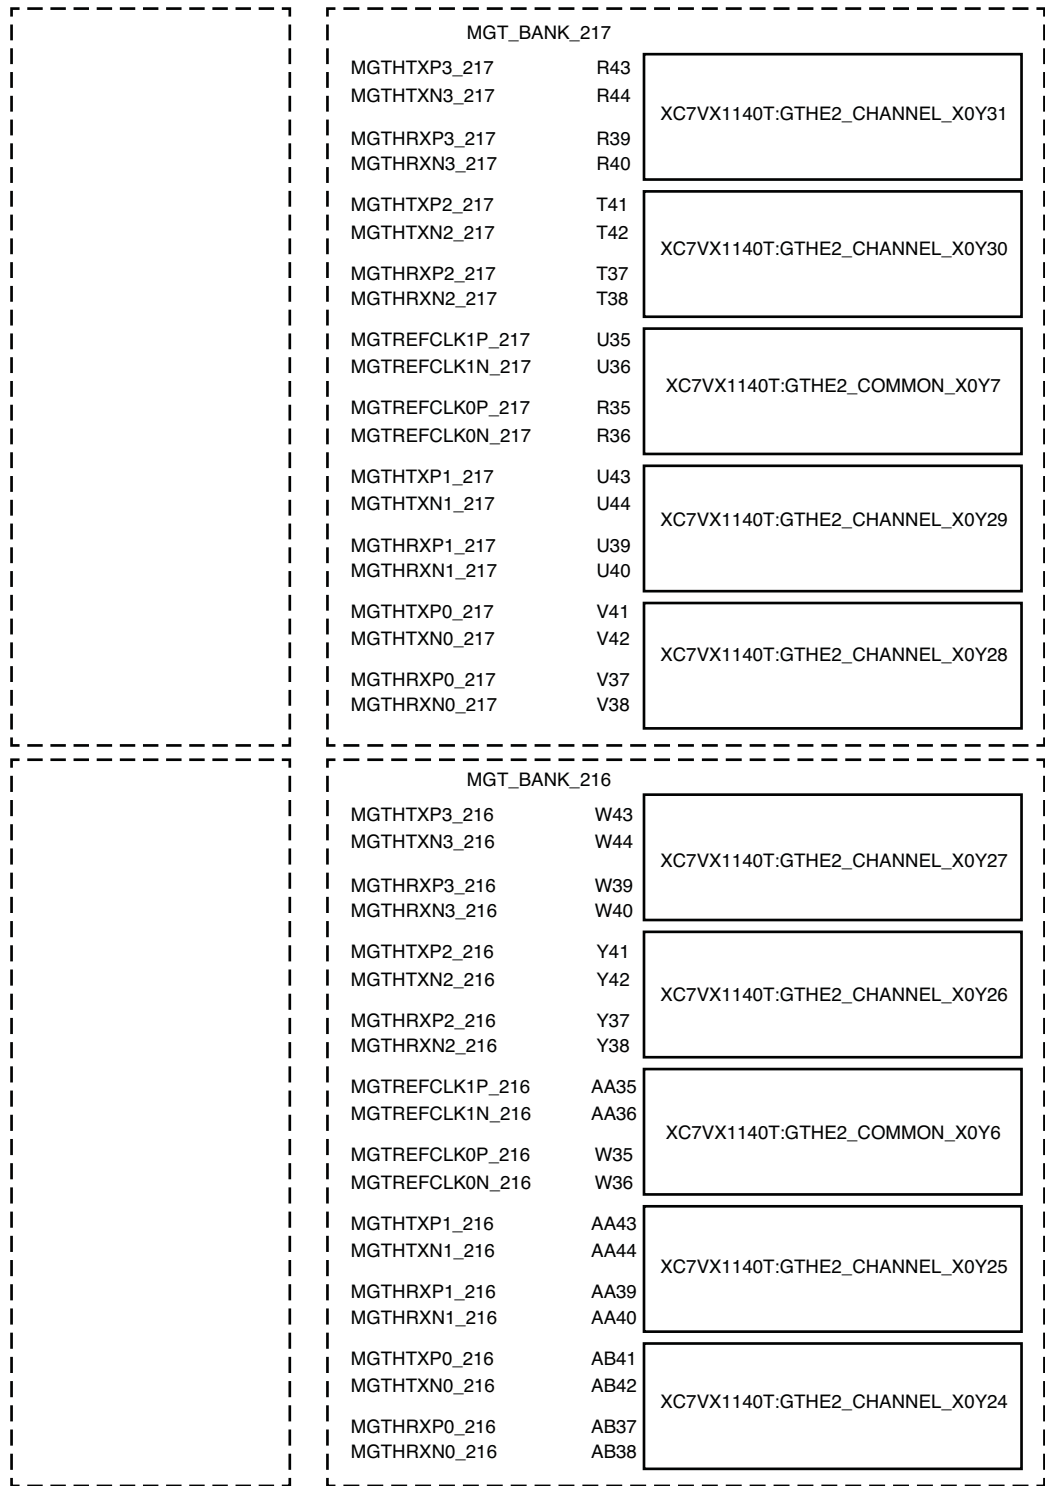 MGT_BANK_217
MGTHTXP3_217 R43
MGTHTXN3_217 R44
XC7VX1140T:GTHE2_CHANNEL_X0Y31
MGTHRXP3_217 R39
MGTHRXN3_217 R40
MGTHTXP2_217 T41
MGTHTXN2_217 T42
XC7VX1140T:GTHE2_CHANNEL_X0Y30
MGTHRXP2_217 T37
MGTHRXN2_217 T38
MGTREFCLK1P_217 U35
MGTREFCLK1N_217 U36
XC7VX1140T:GTHE2_COMMON_X0Y7
MGTREFCLK0P_217 R35
MGTREFCLK0N_217 R36
MGTHTXP1_217 U43
MGTHTXN1_217 U44
XC7VX1140T:GTHE2_CHANNEL_X0Y29
MGTHRXP1_217 U39
MGTHRXN1_217 U40
MGTHTXP0_217 V41
MGTHTXN0_217 V42
XC7VX1140T:GTHE2_CHANNEL_X0Y28
MGTHRXP0_217 V37
MGTHRXN0_217 V38
MGT_BANK_216
MGTHTXP3_216 W43
MGTHTXN3_216 W44
XC7VX1140T:GTHE2_CHANNEL_X0Y27
MGTHRXP3_216 W39
MGTHRXN3_216 W40
MGTHTXP2_216 Y41
MGTHTXN2_216 Y42
XC7VX1140T:GTHE2_CHANNEL_X0Y26
MGTHRXP2_216 Y37
MGTHRXN2_216 Y38
MGTREFCLK1P_216 AA35
MGTREFCLK1N_216 AA36
XC7VX1140T:GTHE2_COMMON_X0Y6
MGTREFCLK0P_216 W35
MGTREFCLK0N_216 W36
MGTHTXP1_216 AA43
MGTHTXN1_216 AA44
XC7VX1140T:GTHE2_CHANNEL_X0Y25
MGTHRXP1_216 AA39
MGTHRXN1_216 AA40
MGTHTXP0_216 AB41
MGTHTXN0_216 AB42
XC7VX1140T:GTHE2_CHANNEL_X0Y24
MGTHRXP0_216 AB37
MGTHRXN0_216 AB38